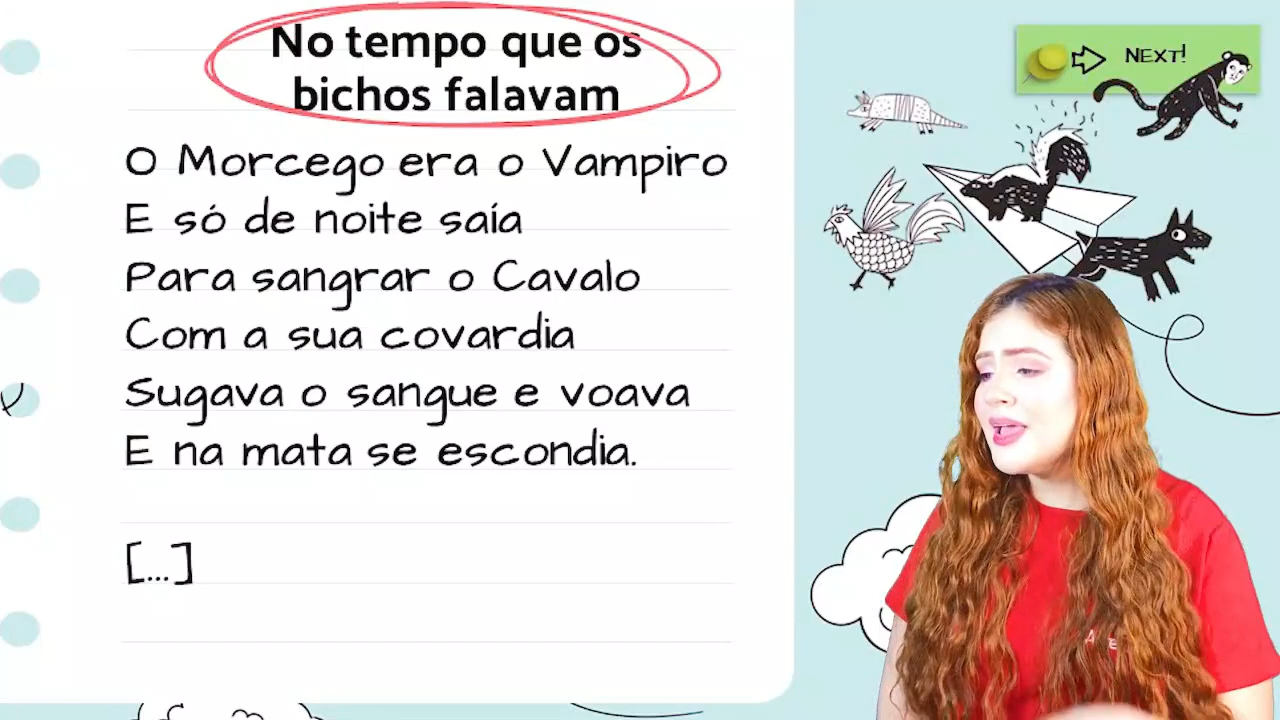 No tempo que os
bichos falavam
O Morcego era o Vampiro
E só de noite saía
Para sangrar o Cavalo
Com a sua covardia
Sugava o sangue e voava
E na mata se escondia.
[...]
NEXT!